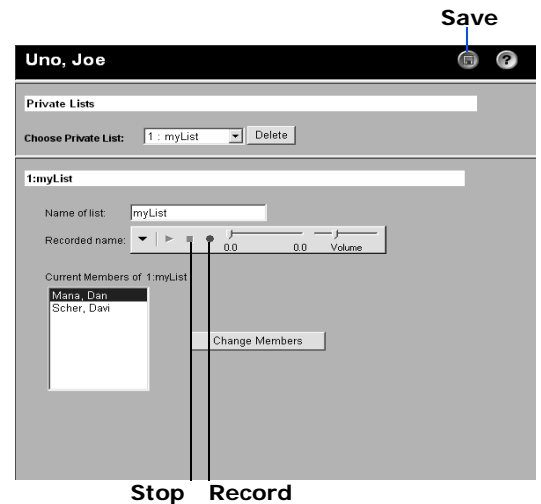 Save
Uno, Joe
?
Private Lists
Choose Private List: 1 : myList Delete
1:myList
Name of list: myList
Recorded name: 0.0 0.0 Volume
Current Members of 1:myList
Mana, Dan
Scher, Davi
Change Members
Stop Record